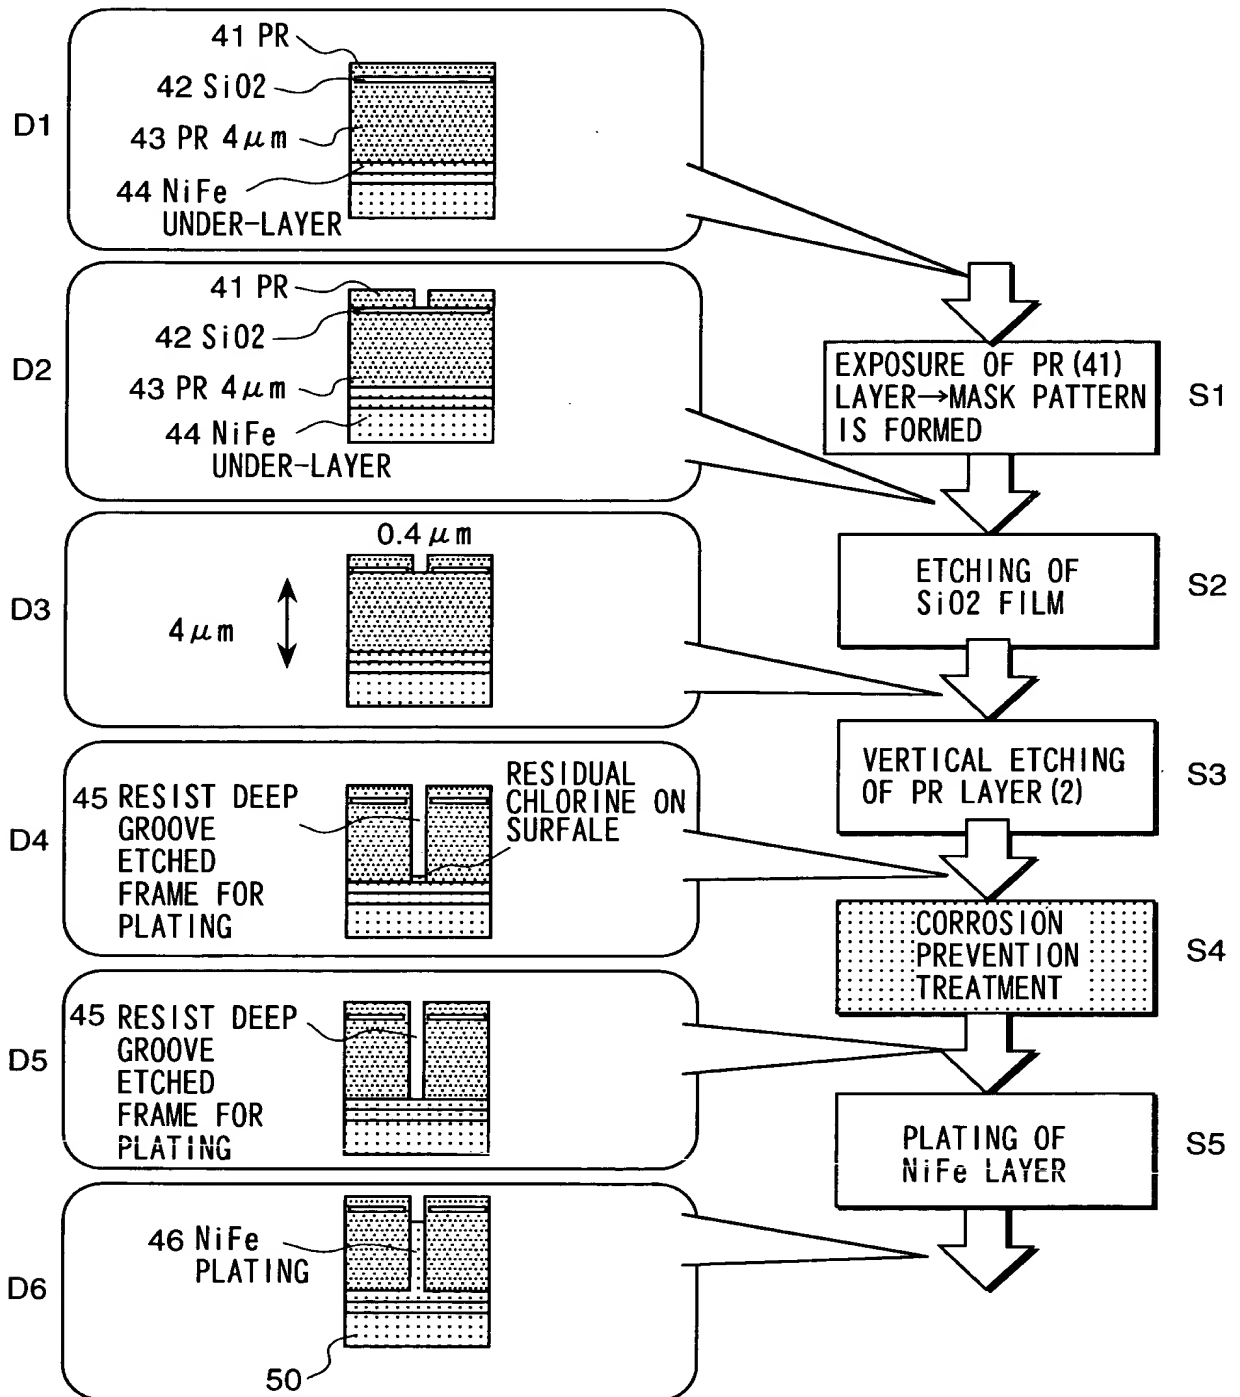 D1
41 PR
42 SiO2
43 PR 4μm
44 NiFe
UNDER-LAYER
D2
41 PR
42 SiO2
43 PR 4μm
44 NiFe
UNDER-LAYER
D3
0.4μm
4μm
D4
45 RESIST DEEP
GROOVE
ETCHED
FRAME FOR
PLATING
RESIDUAL
CHLORINE ON
SURFALE
D5
45 RESIST DEEP
GROOVE
ETCHED
FRAME FOR
PLATING
D6
46 NiFe
PLATING
50
EXPOSURE OF PR(41)
LAYER→MASK PATTERN
IS FORMED
S1
ETCHING OF
SiO2 FILM
S2
VERTICAL ETCHING
OF PR LAYER(2)
S3
CORROSION
PREVENTION
TREATMENT
S4
PLATING OF
NiFe LAYER
S5